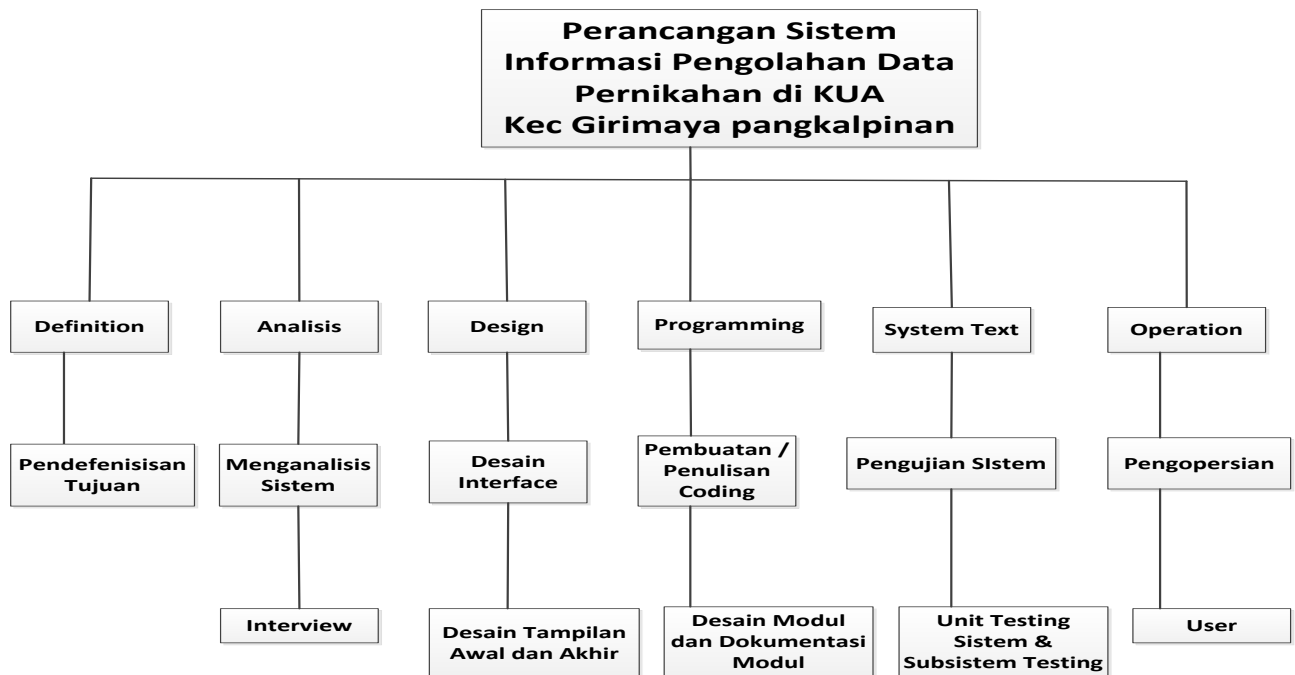 Perancangan Sistem
Informasi Pengolahan Data
Pernikahan di KUA
Kec Girimaya pangkalpinan
Definition
Analisis
Design
Programming
System Text
Operation
Pendefenisisan
Tujuan
Menganalisis
Sistem
Desain
Interface
Pembuatan /
Penulisan
Coding
Pengujian SIstem
Pengopersian
Interview
Desain Tampilan
Awal dan Akhir
Desain Modul
dan Dokumentasi
Modul
Unit Testing
Sistem &
Subsistem Testing
User